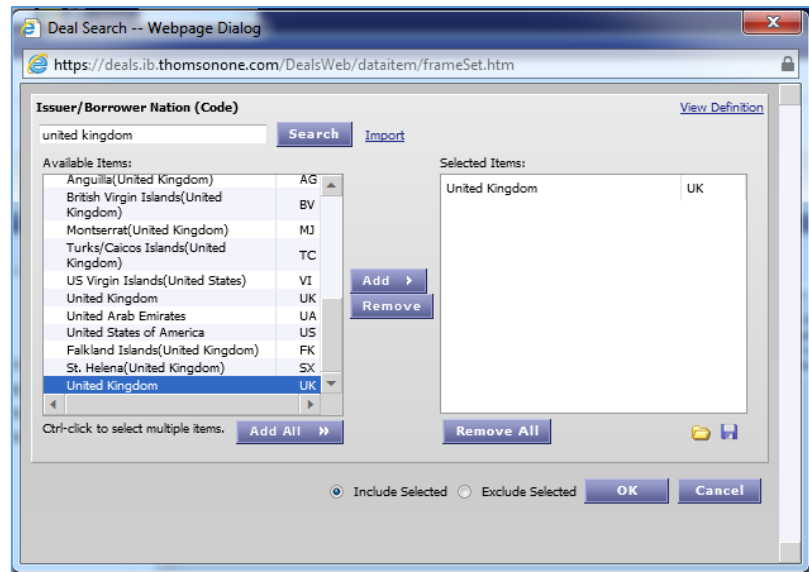 Deal Search -- Webpage Dialog
https://deals.ib.thomsonone.com/DealsWeb/dataitem/frameSet.htm
Issuer/Borrower Nation (Code)
View Definition
united kingdom
Search
Import
Available Items:
Anguilla(United Kingdom) AG
British Virgin Islands(United
Kingdom) BV
Montserrat(United Kingdom) MJ
Turks/Caicos Islands(United
Kingdom) TC
US Virgin Islands(United States) VI
United Kingdom UK
United Arab Emirates UA
United States of America US
Falkland Islands(United Kingdom) FK
St. Helena(United Kingdom) SX
United Kingdom UK
Ctrl-click to select multiple items.
Add All »
Add >
Remove
Selected Items:
United Kingdom UK
Remove All
Include Selected
Exclude Selected
OK
Cancel